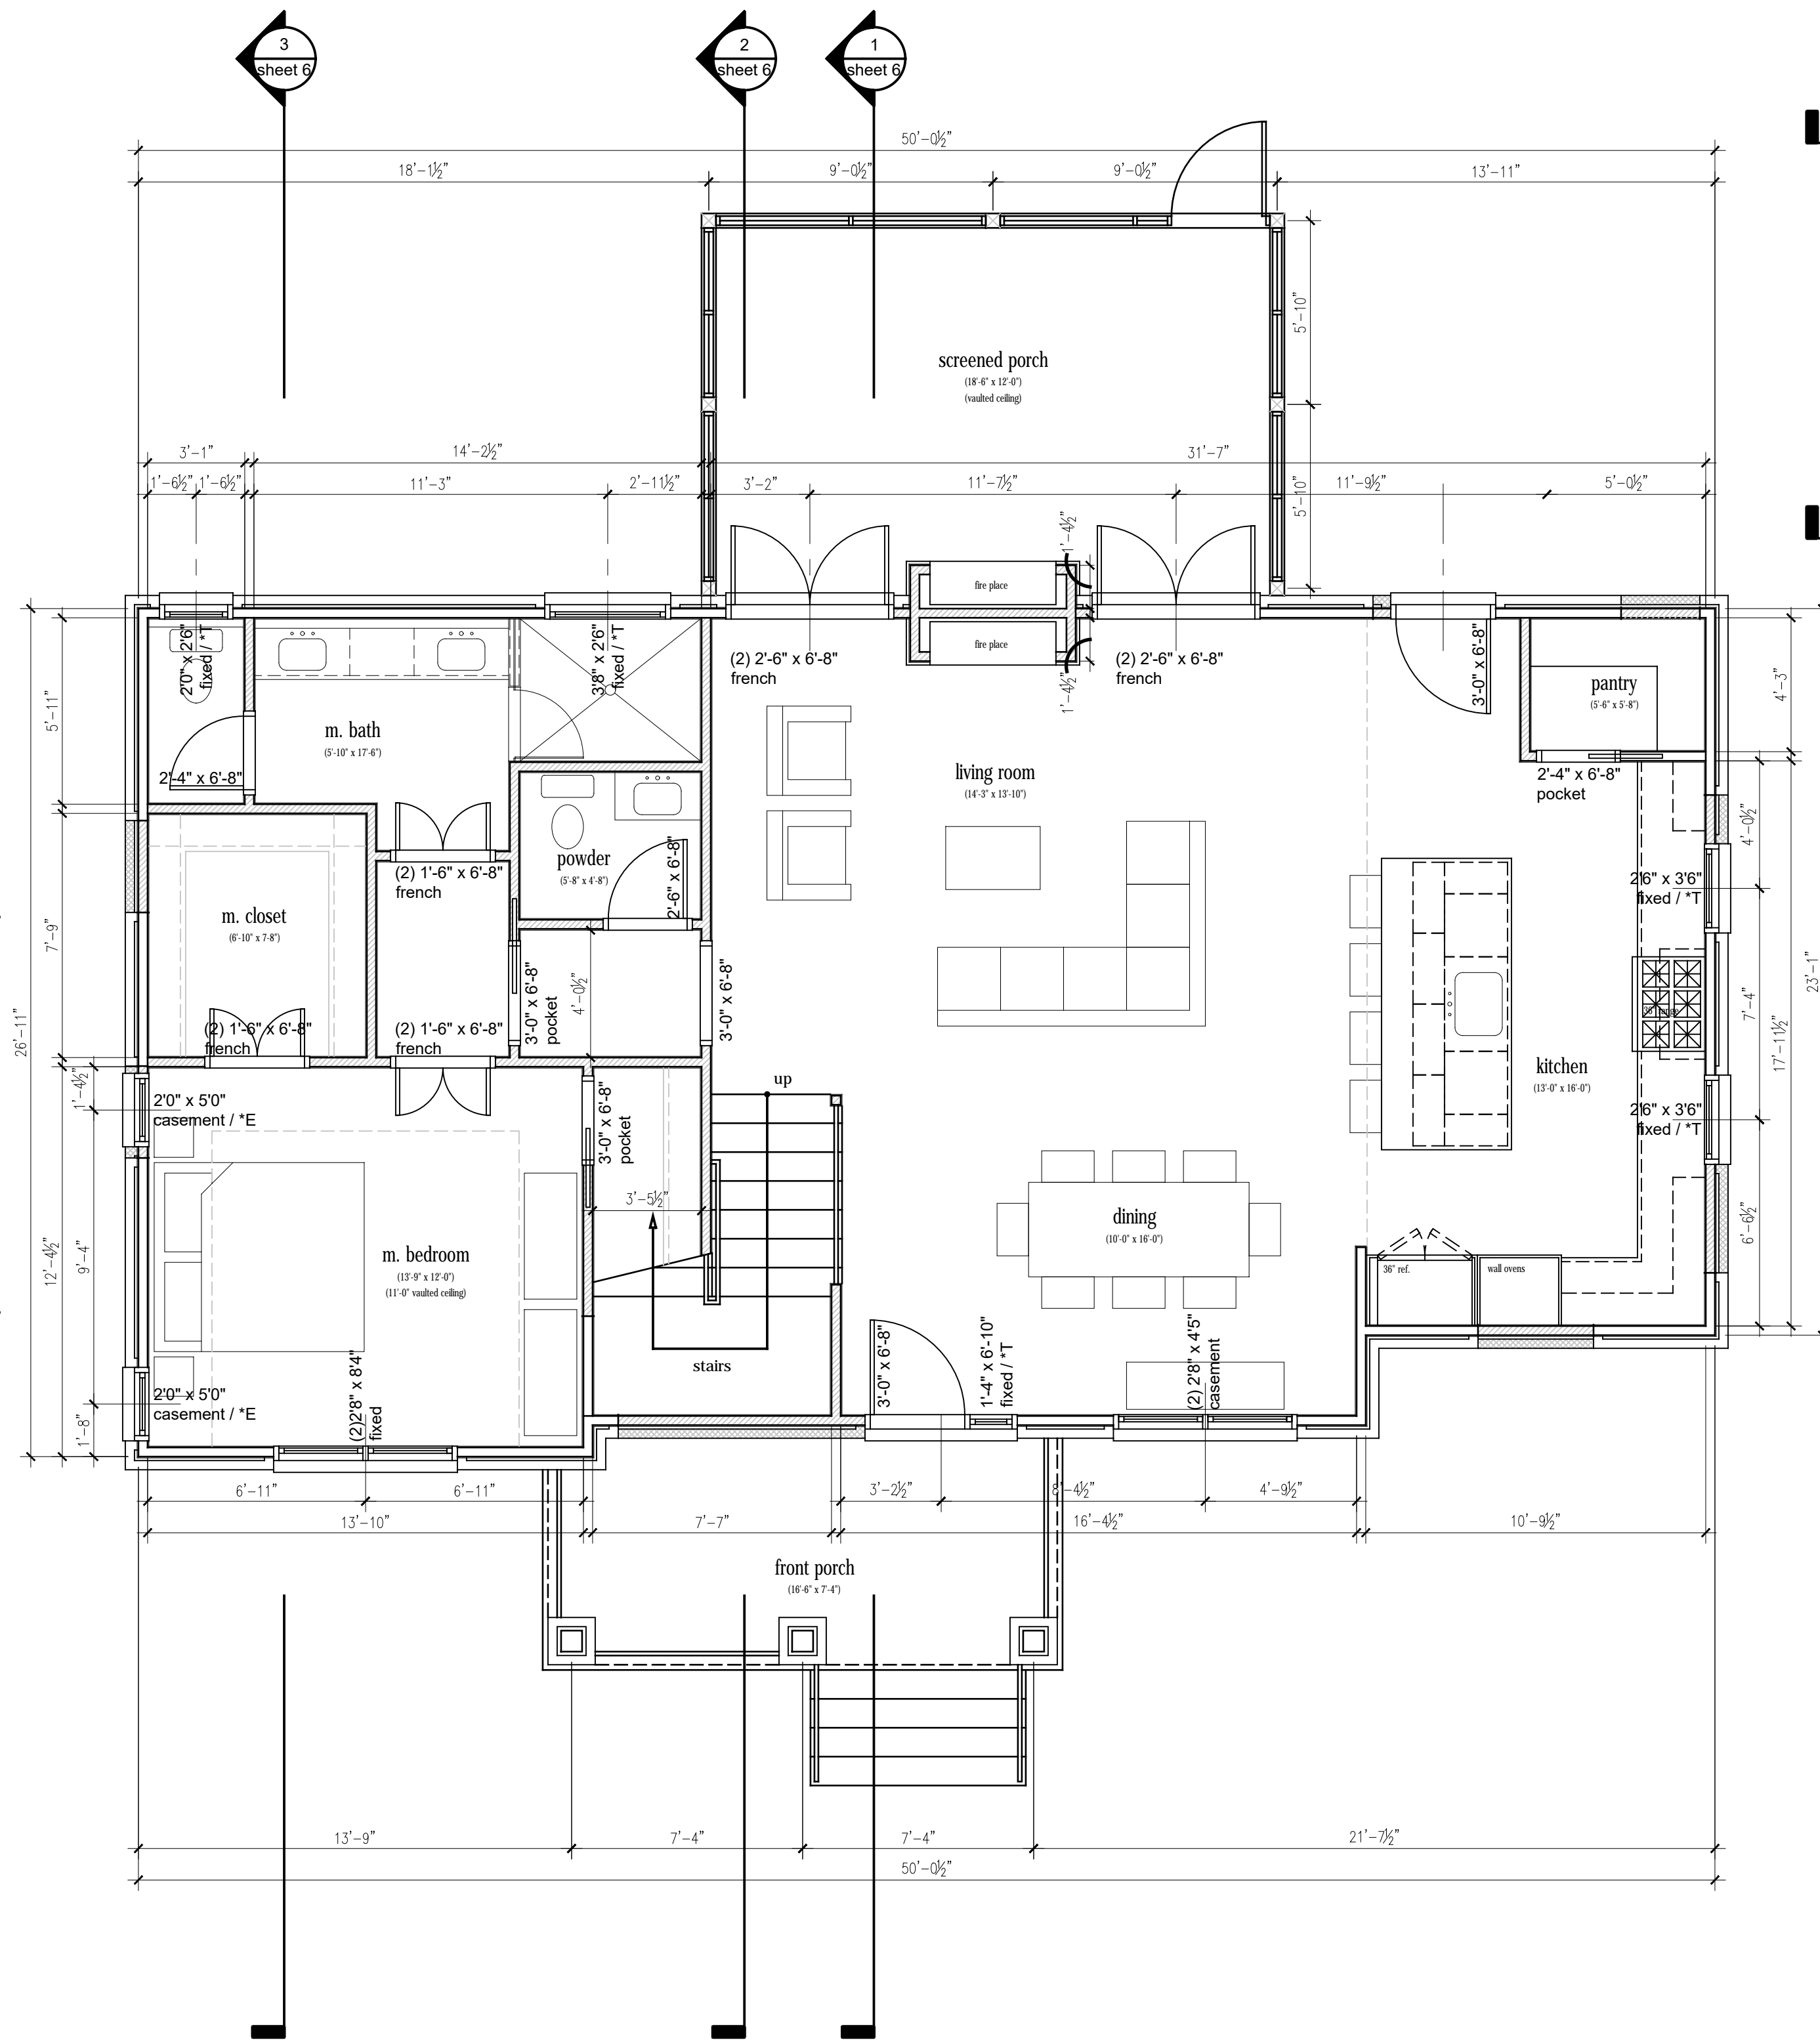 3
sheet 6
2
sheet 6
1
sheet 6
50'-0½"
18'-1½"
9'-0½"
9'-0½"
13'-11"
5'-10"
screened porch
(18'-6" x 12'-0")
(vaulted ceiling)
3'-1"
14'-2½"
31'-7"
1'-6½"
1'-6½"
11'-3"
2'-11½"
3'-2"
11'-7½"
5'-10"
11'-9½"
5'-0½"
1'-4½"
fire place
fire place
1'-4½"
2'0" x 2'6"
fixed / *T
3'8" x 2'6"
fixed / *T
(2) 2'-6" x 6'-8"
french
(2) 2'-6" x 6'-8"
french
3'-0" x 6'-8"
pantry
(5'-6" x 5'-8")
4'-3"
5'-11"
m. bath
(5'-10" x 17'-6")
2'-4" x 6'-8"
living room
(14'-3" x 13'-10")
2'-4" x 6'-8"
pocket
4'-0½"
powder
(5'-8" x 4'-8")
2'-6" x 6'-8"
(2) 1'-6" x 6'-8"
french
2'6" x 3'6"
fixed / *T
m. closet
(6'-10" x 7-8")
7'-9"
3'-0" x 6'-8"
pocket
4'-0½"
3'-0" x 6'-8"
23'-1"
7'-4"
17'-11½"
36" range
26'-11"
(2) 1'-6" x 6'-8"
french
(2) 1'-6" x 6'-8"
french
kitchen
(13'-0" x 16'-0")
up
1'-4½"
2'0" x 5'0"
casement / *E
3'-0" x 6'-8"
pocket
2'6" x 3'6"
fixed / *T
3'-5½"
dining
(10'-0" x 16'-0")
6'-6½"
12'-4½"
9'-4"
m. bedroom
(13'-9" x 12'-0")
(11'-0" vaulted ceiling)
36" ref.
wall ovens
stairs
3'-0" x 6'-8"
1'-4" x 6'-10"
fixed / *T
(2) 2'8" x 4'5"
casement
2'0" x 5'0"
casement / *E
(2)2'8" x 8'4"
fixed
1'-8"
6'-11"
6'-11"
3'-2½"
8'-4½"
4'-9½"
13'-10"
7'-7"
16'-4½"
10'-9½"
front porch
(16'-6" x 7'-4")
13'-9"
7'-4"
7'-4"
21'-7½"
50'-0½"